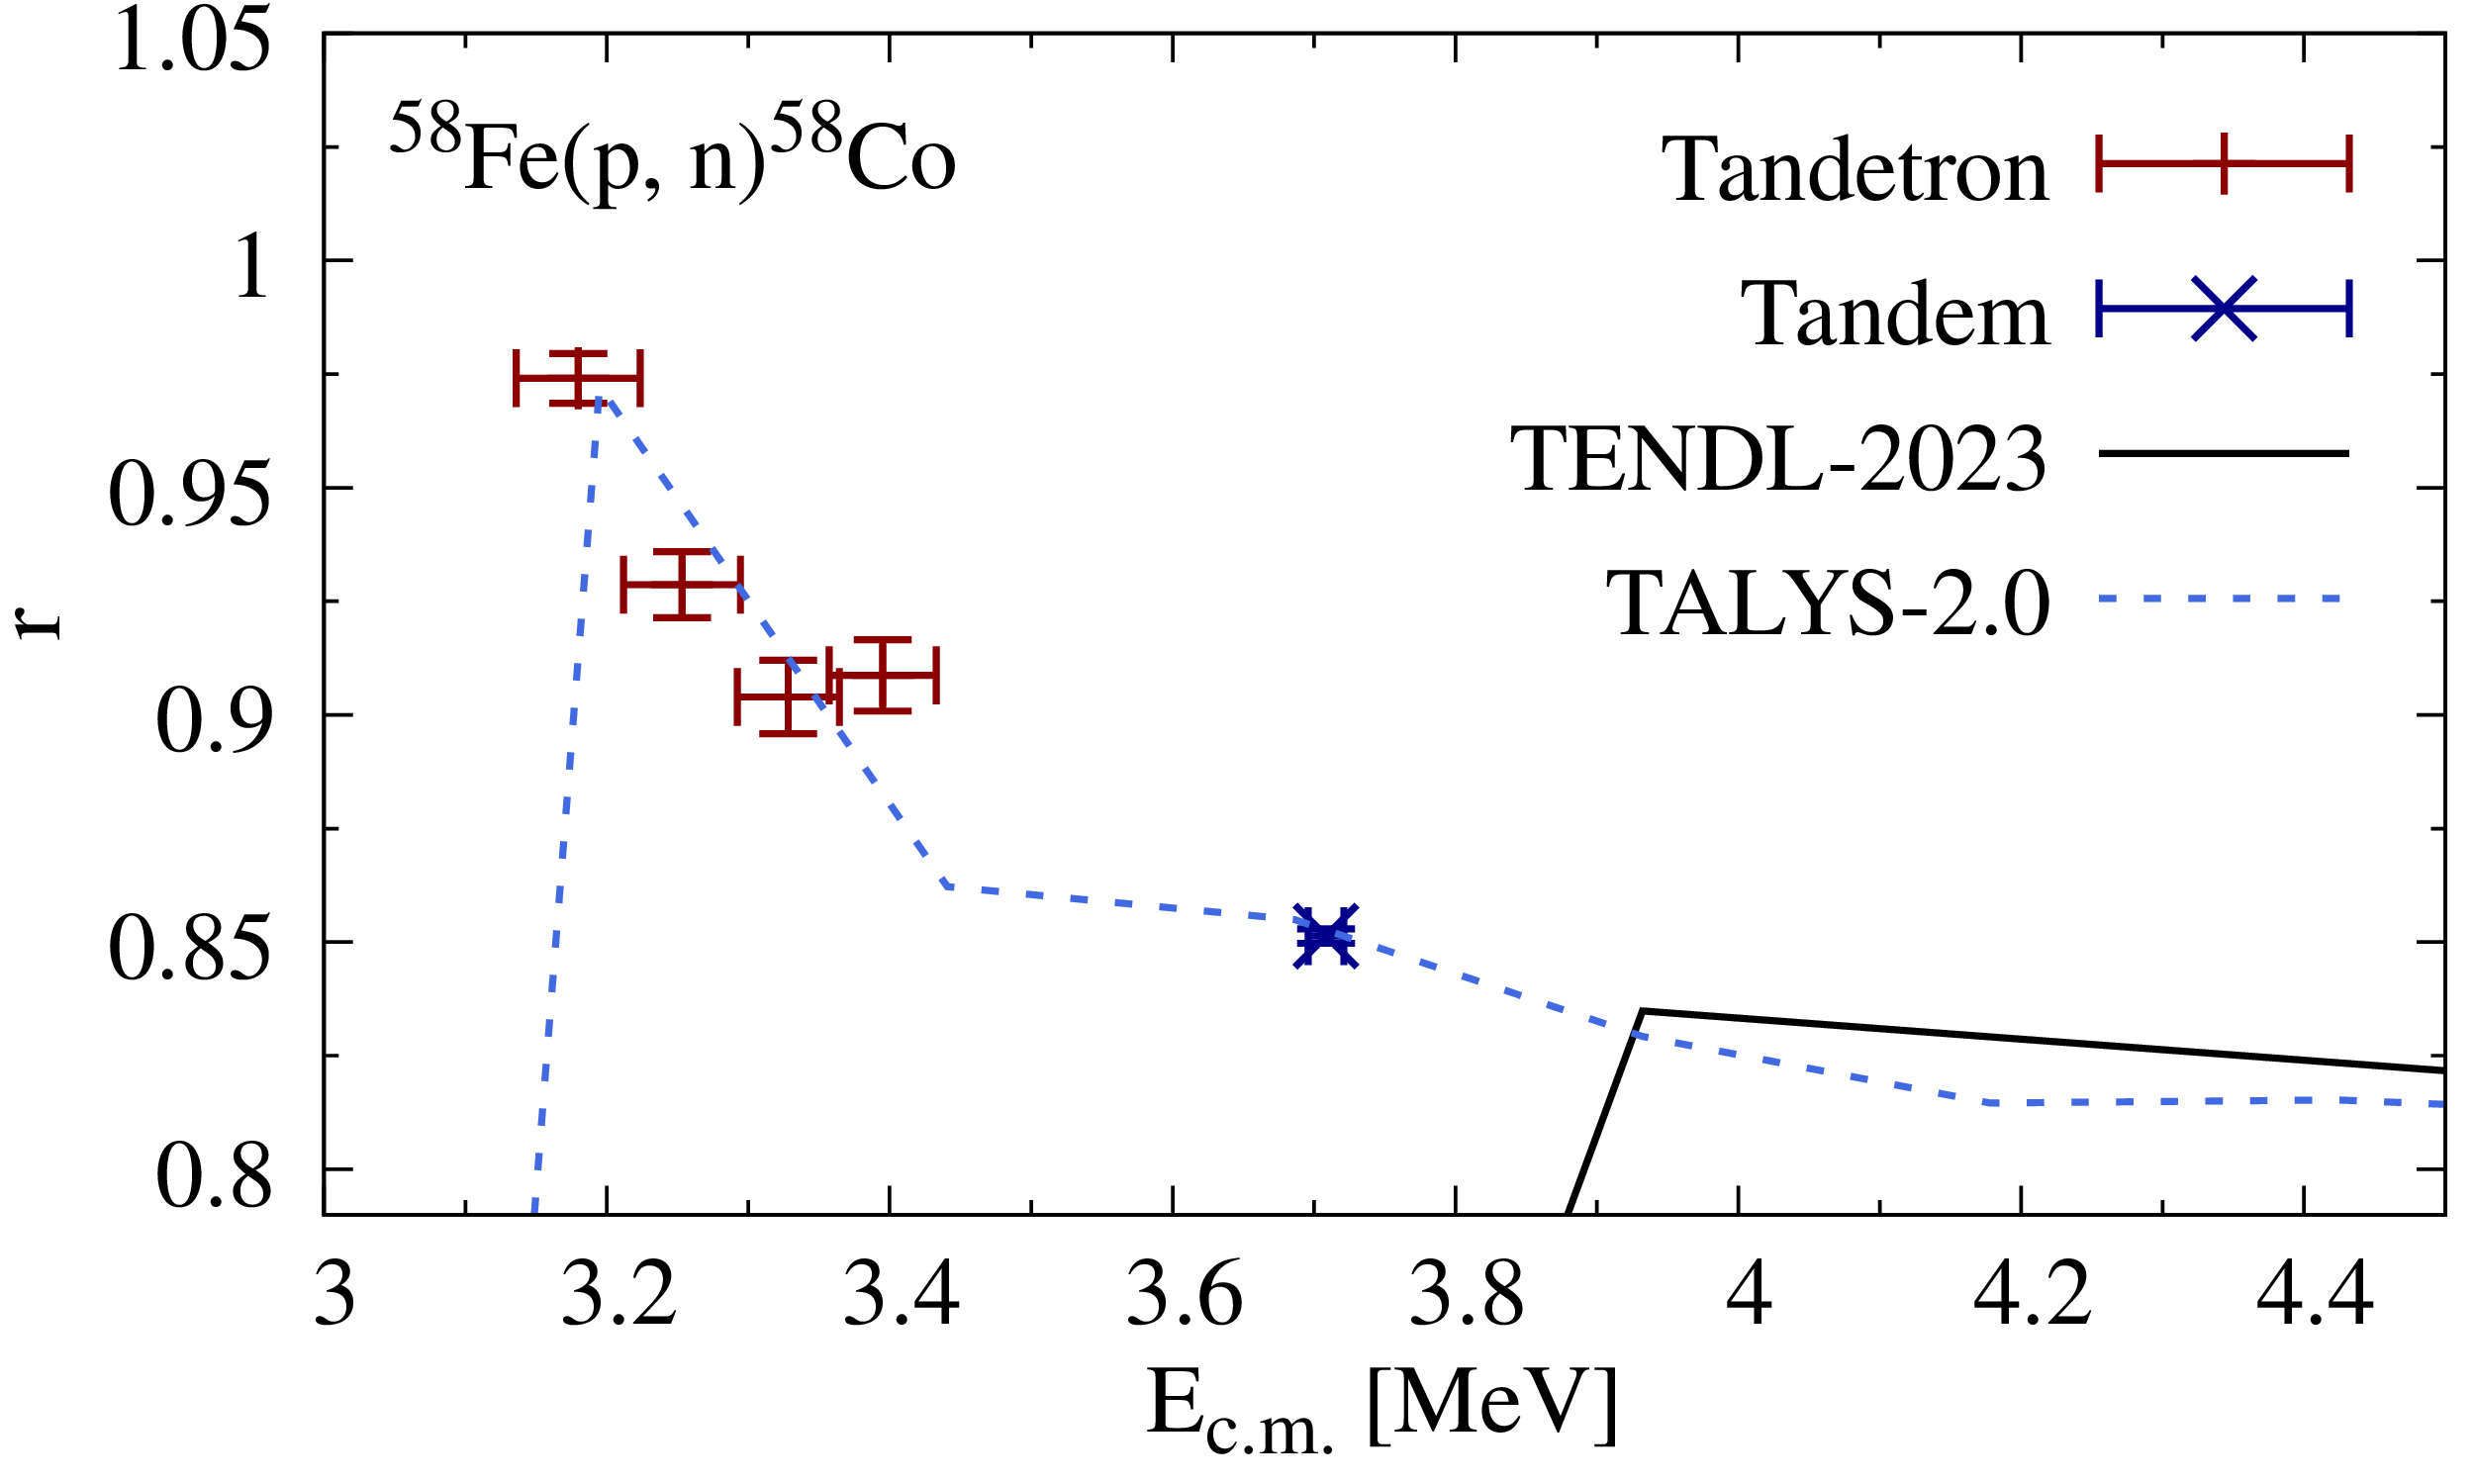 1.05
1
0.95
0.9
0.85
0.8
r
⁵⁸Fe(p, n)⁵⁸Co
Tandetron
Tandem
TENDL-2023
TALYS-2.0
3 3.2 3.4 3.6 3.8 4 4.2 4.4
E_c.m. [MeV]